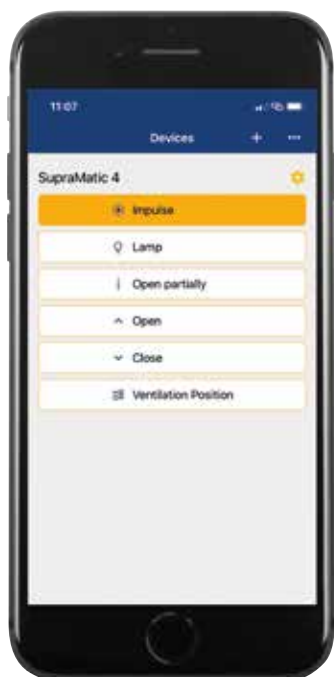 11:07
Devices + ...
SupraMatic 4
Impulse
Lamp
Open partially
Open
Close
Ventilation Position